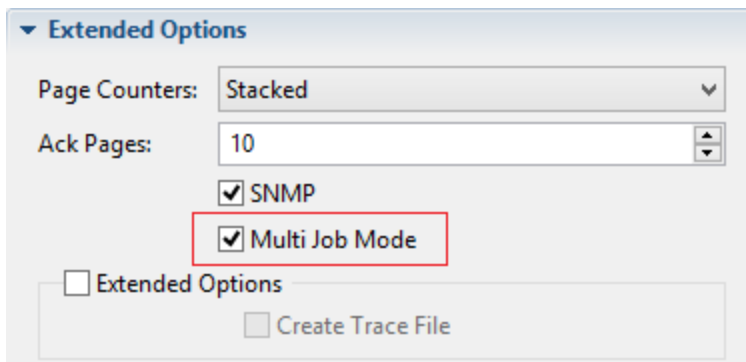 Extended Options
Page Counters: Stacked
Ack Pages: 10
SNMP
Multi Job Mode
Extended Options
Create Trace File